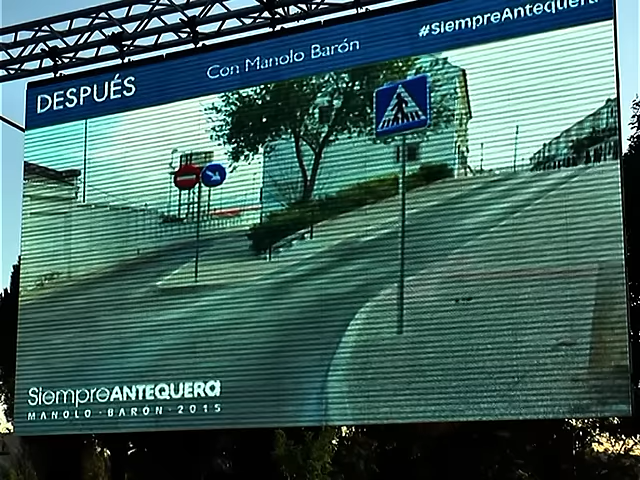 DESPUÉS
Con Manolo Barón
#SiempreAntequera
SiempreANTEQUERA
MANOLO·BARÓN·2015